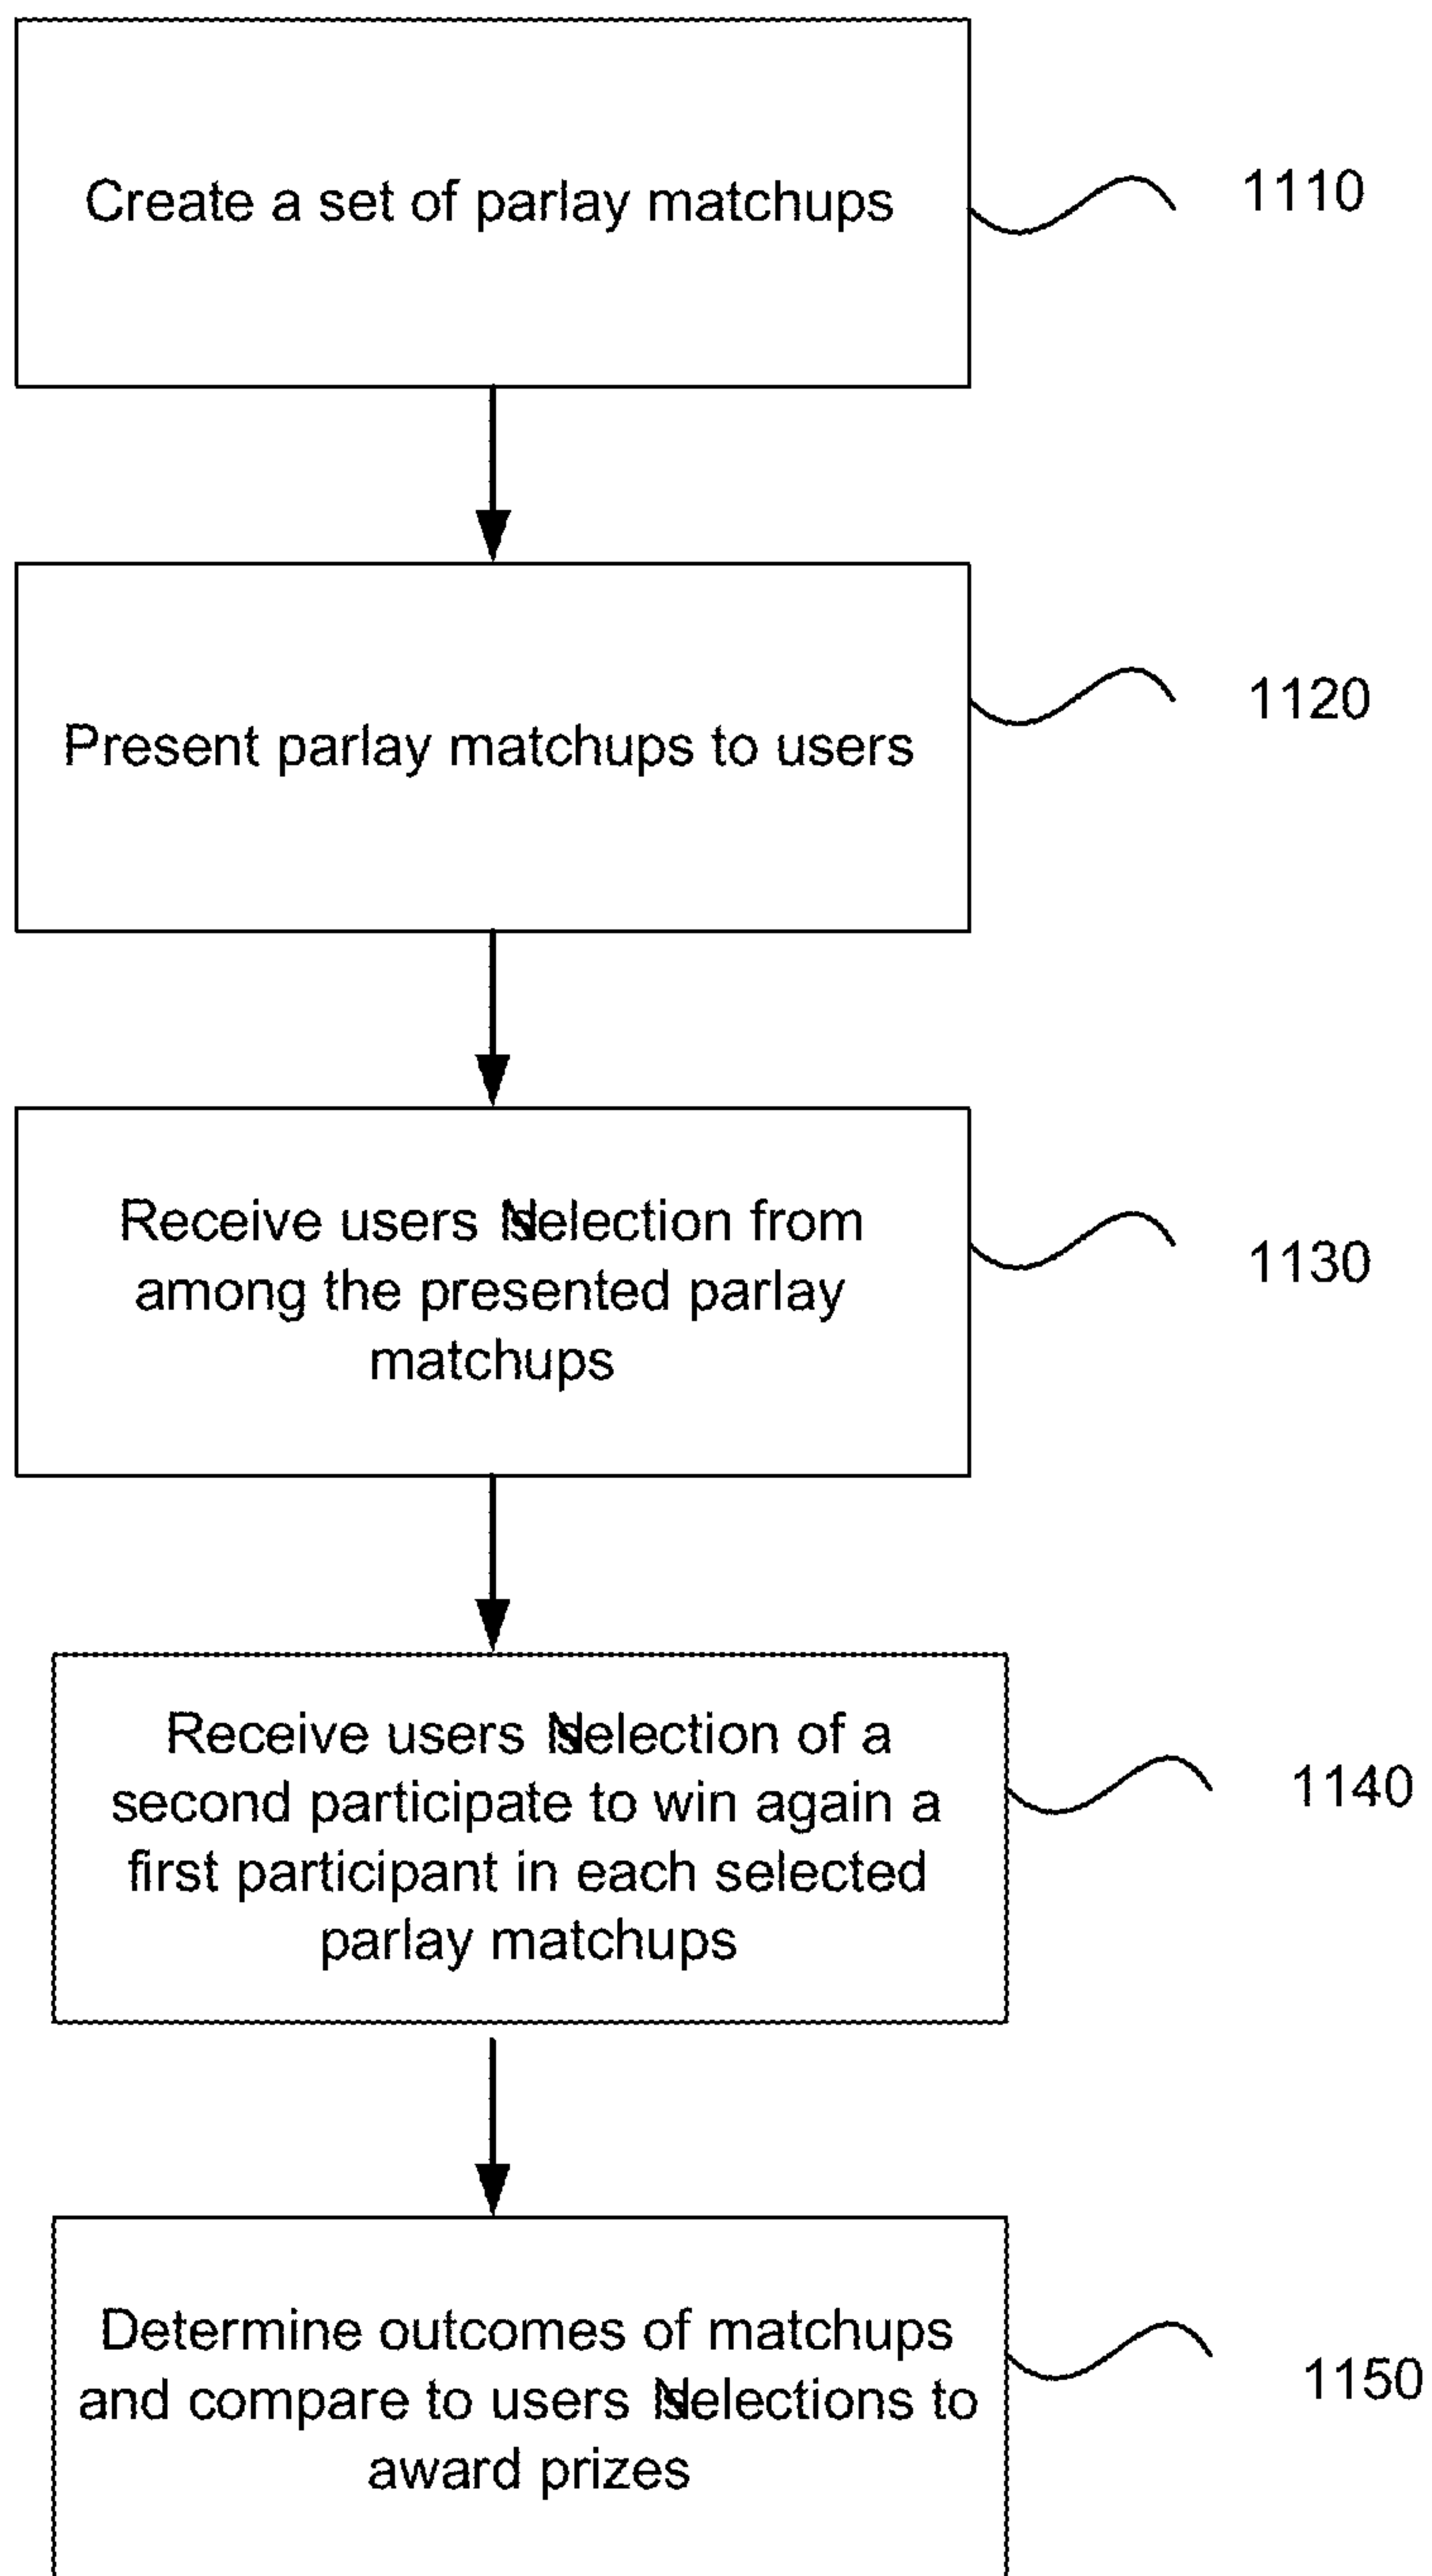 Create a set of parlay matchups
1110
Present parlay matchups to users
1120
Receive users selection from
among the presented parlay
matchups
1130
Receive users selection of a
second participate to win again a
first participant in each selected
parlay matchups
1140
Determine outcomes of matchups
and compare to users selections to
award prizes
1150